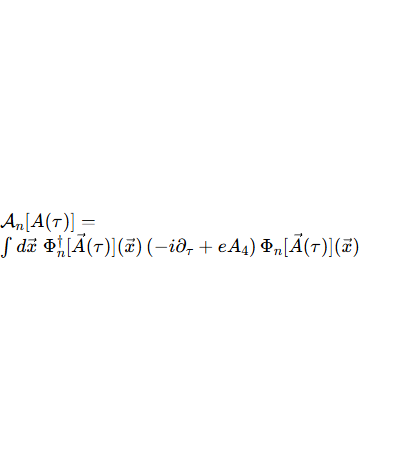 𝒜ₙ[A(τ)] =
∫ dx⃗ Φₙ†[A⃗(τ)](x⃗) (−i∂_τ + eA₄) Φₙ[A⃗(τ)](x⃗)